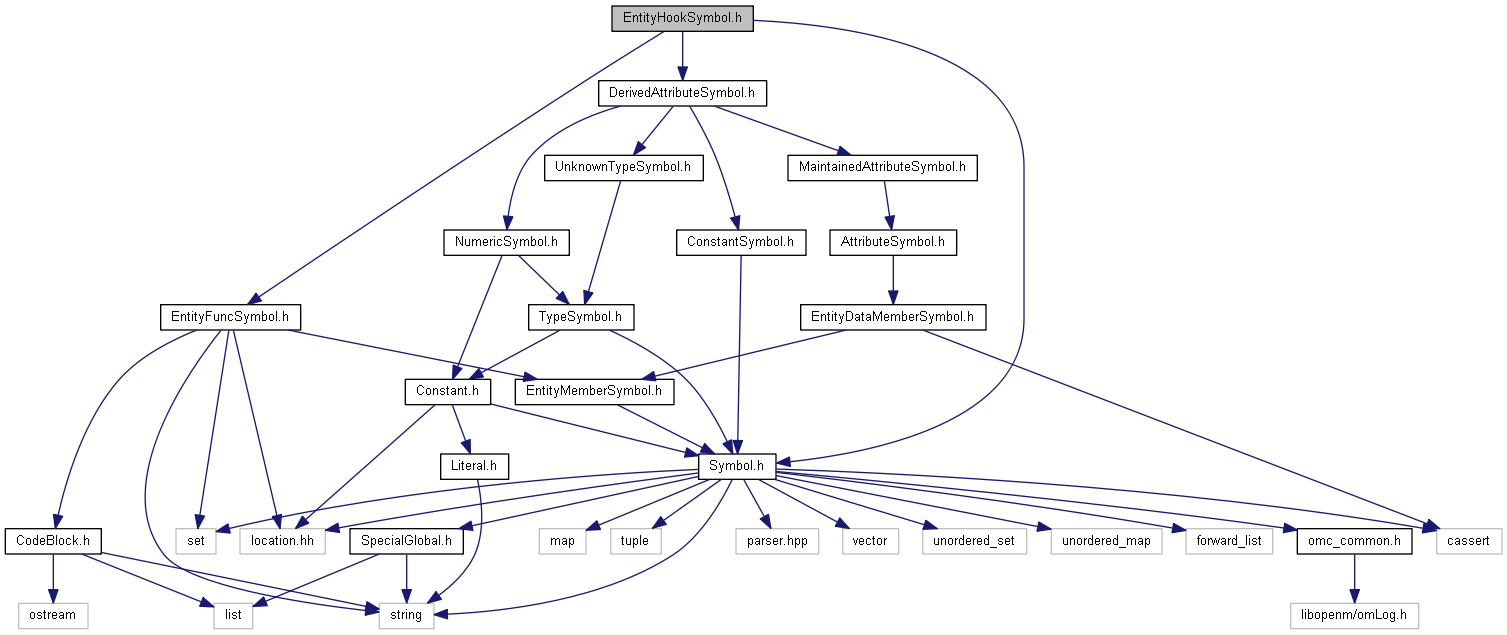 EntityHookSymbol.h
DerivedAttributeSymbol.h
UnknownTypeSymbol.h
MaintainedAttributeSymbol.h
NumericSymbol.h
ConstantSymbol.h
AttributeSymbol.h
EntityFuncSymbol.h
TypeSymbol.h
EntityDataMemberSymbol.h
Constant.h
EntityMemberSymbol.h
Literal.h
Symbol.h
CodeBlock.h
set
location.hh
SpecialGlobal.h
map
tuple
parser.hpp
vector
unordered_set
unordered_map
forward_list
omc_common.h
cassert
ostream
list
string
libopenm/omLog.h